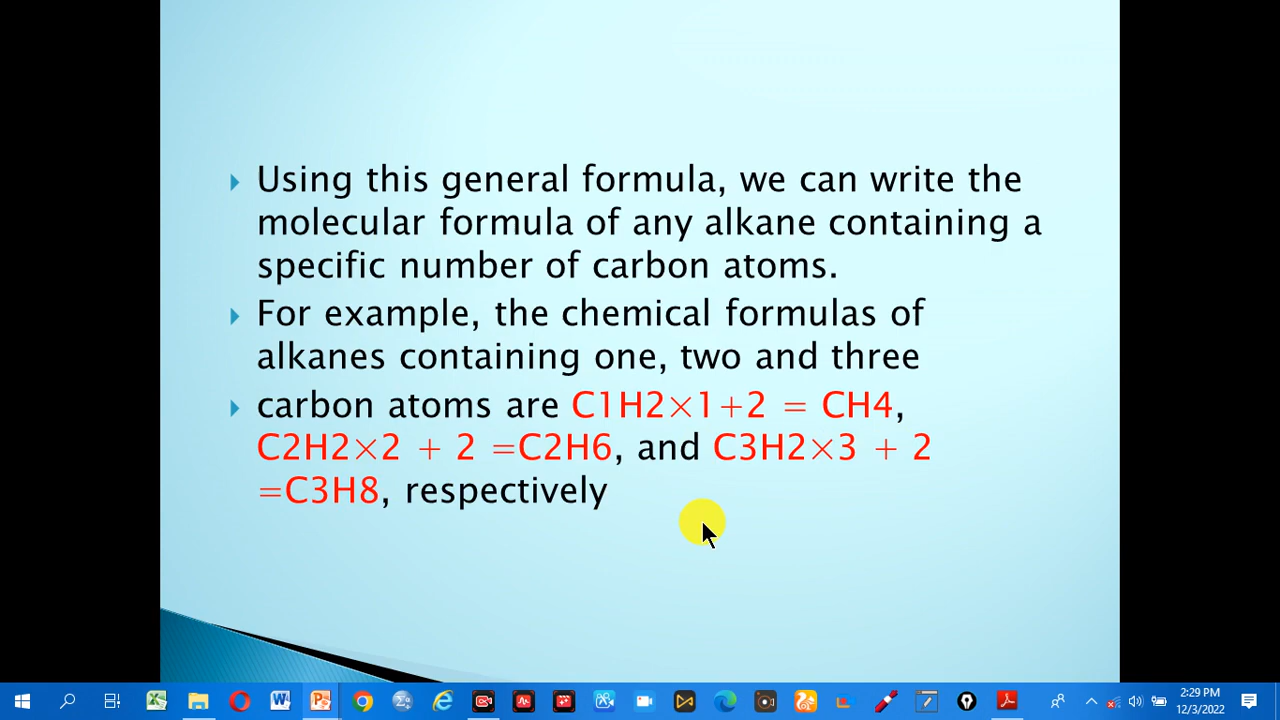 Using this general formula, we can write the
molecular formula of any alkane containing a
specific number of carbon atoms.
For example, the chemical formulas of
alkanes containing one, two and three
carbon atoms are C1H2×1+2 = CH4,
C2H2×2 + 2 =C2H6, and C3H2×3 + 2
=C3H8, respectively
2:29 PM
12/3/2022